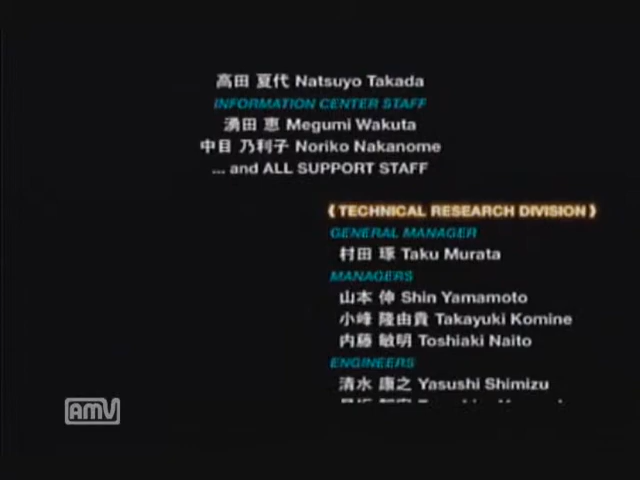 高田 夏代 Natsuyo Takada
INFORMATION CENTER STAFF
湧田 恵 Megumi Wakuta
中目 乃利子 Noriko Nakanome
... and ALL SUPPORT STAFF
《 TECHNICAL RESEARCH DIVISION 》
GENERAL MANAGER
村田 琢 Taku Murata
MANAGERS
山本 伸 Shin Yamamoto
小峰 隆由貴 Takayuki Komine
内藤 敏明 Toshiaki Naito
ENGINEERS
清水 康之 Yasushi Shimizu
AMV